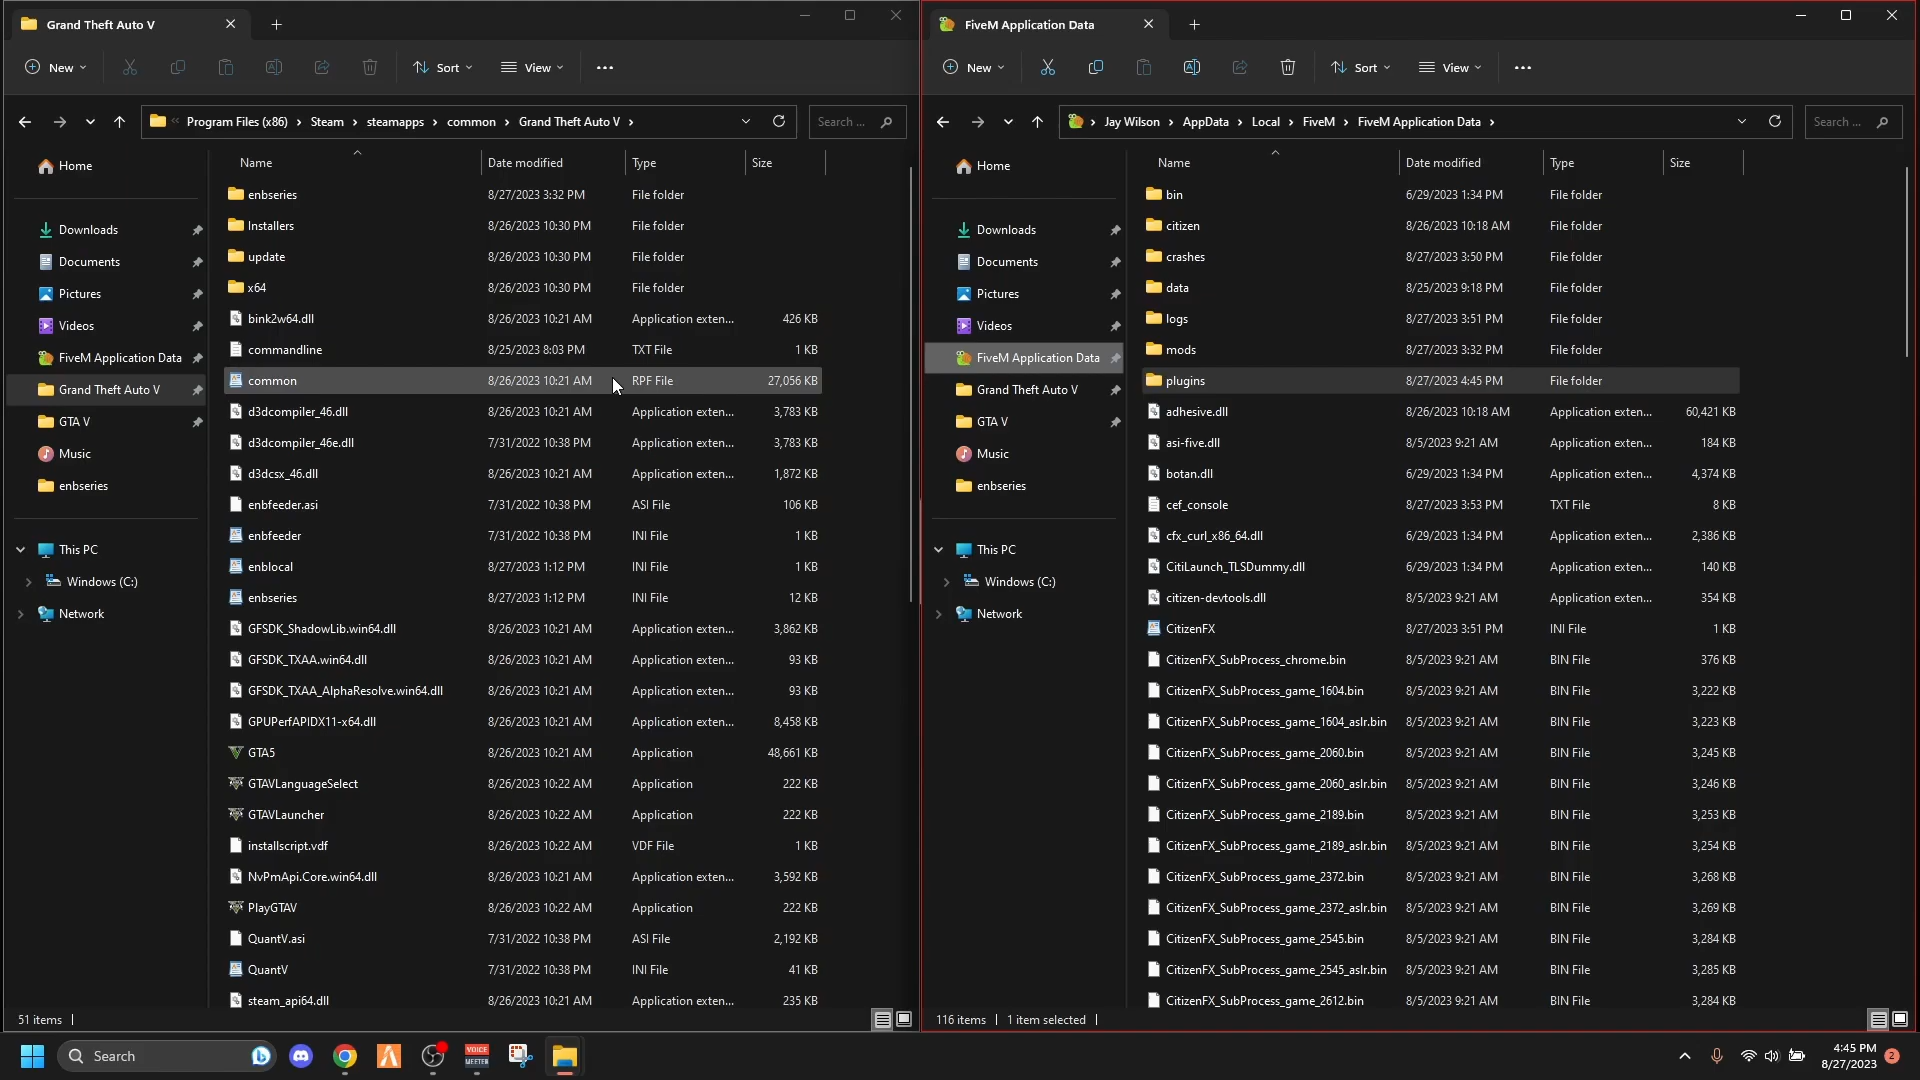 Grand Theft Auto V
New
Sort
View
Program Files (x86) > Steam > steamapps > common > Grand Theft Auto V >
Search ...
Name Date modified Type Size
Home
Downloads
Documents
Pictures
Videos
FiveM Application Data
Grand Theft Auto V
GTA V
Music
enbseries
This PC
Windows (C:)
Network
enbseries 8/27/2023 3:32 PM File folder
Installers 8/26/2023 10:30 PM File folder
update 8/26/2023 10:30 PM File folder
x64 8/26/2023 10:30 PM File folder
bink2w64.dll 8/26/2023 10:21 AM Application exten... 426 KB
commandline 8/25/2023 8:03 PM TXT File 1 KB
common 8/26/2023 10:21 AM RPF File 27,056 KB
d3dcompiler_46.dll 8/26/2023 10:21 AM Application exten... 3,783 KB
d3dcompiler_46e.dll 7/31/2022 10:38 PM Application exten... 3,783 KB
d3dcsx_46.dll 8/26/2023 10:21 AM Application exten... 1,872 KB
enbfeeder.asi 7/31/2022 10:38 PM ASI File 106 KB
enbfeeder 7/31/2022 10:38 PM INI File 1 KB
enblocal 8/27/2023 1:12 PM INI File 1 KB
enbseries 8/27/2023 1:12 PM INI File 12 KB
GFSDK_ShadowLib.win64.dll 8/26/2023 10:21 AM Application exten... 3,862 KB
GFSDK_TXAA.win64.dll 8/26/2023 10:21 AM Application exten... 93 KB
GFSDK_TXAA_AlphaResolve.win64.dll 8/26/2023 10:21 AM Application exten... 93 KB
GPUPerfAPIDX11-x64.dll 8/26/2023 10:21 AM Application exten... 8,458 KB
GTA5 8/26/2023 10:21 AM Application 48,661 KB
GTAVLanguageSelect 8/26/2023 10:22 AM Application 222 KB
GTAVLauncher 8/26/2023 10:22 AM Application 222 KB
installscript.vdf 8/26/2023 10:22 AM VDF File 1 KB
NvPmApi.Core.win64.dll 8/26/2023 10:21 AM Application exten... 3,592 KB
PlayGTAV 8/26/2023 10:22 AM Application 222 KB
QuantV.asi 7/31/2022 10:38 PM ASI File 2,192 KB
QuantV 7/31/2022 10:38 PM INI File 41 KB
steam_api64.dll 8/26/2023 10:21 AM Application exten... 235 KB
51 items
FiveM Application Data
New
Sort
View
Jay Wilson > AppData > Local > FiveM > FiveM Application Data >
Search ...
Name Date modified Type Size
Home
Downloads
Documents
Pictures
Videos
FiveM Application Data
Grand Theft Auto V
GTA V
Music
enbseries
This PC
Windows (C:)
Network
bin 6/29/2023 1:34 PM File folder
citizen 8/26/2023 10:18 AM File folder
crashes 8/27/2023 3:50 PM File folder
data 8/25/2023 9:18 PM File folder
logs 8/27/2023 3:51 PM File folder
mods 8/27/2023 3:32 PM File folder
plugins 8/27/2023 4:45 PM File folder
adhesive.dll 8/26/2023 10:18 AM Application exten... 60,421 KB
asi-five.dll 8/5/2023 9:21 AM Application exten... 184 KB
botan.dll 6/29/2023 1:34 PM Application exten... 4,374 KB
cef_console 8/27/2023 3:53 PM TXT File 8 KB
cfx_curl_x86_64.dll 6/29/2023 1:34 PM Application exten... 2,386 KB
CitiLaunch_TLSDummy.dll 6/29/2023 1:34 PM Application exten... 140 KB
citizen-devtools.dll 8/5/2023 9:21 AM Application exten... 354 KB
CitizenFX 8/27/2023 3:51 PM INI File 1 KB
CitizenFX_SubProcess_chrome.bin 8/5/2023 9:21 AM BIN File 376 KB
CitizenFX_SubProcess_game_1604.bin 8/5/2023 9:21 AM BIN File 3,222 KB
CitizenFX_SubProcess_game_1604_aslr.bin 8/5/2023 9:21 AM BIN File 3,223 KB
CitizenFX_SubProcess_game_2060.bin 8/5/2023 9:21 AM BIN File 3,245 KB
CitizenFX_SubProcess_game_2060_aslr.bin 8/5/2023 9:21 AM BIN File 3,246 KB
CitizenFX_SubProcess_game_2189.bin 8/5/2023 9:21 AM BIN File 3,253 KB
CitizenFX_SubProcess_game_2189_aslr.bin 8/5/2023 9:21 AM BIN File 3,254 KB
CitizenFX_SubProcess_game_2372.bin 8/5/2023 9:21 AM BIN File 3,268 KB
CitizenFX_SubProcess_game_2372_aslr.bin 8/5/2023 9:21 AM BIN File 3,269 KB
CitizenFX_SubProcess_game_2545.bin 8/5/2023 9:21 AM BIN File 3,284 KB
CitizenFX_SubProcess_game_2545_aslr.bin 8/5/2023 9:21 AM BIN File 3,285 KB
CitizenFX_SubProcess_game_2612.bin 8/5/2023 9:21 AM BIN File 3,284 KB
116 items 1 item selected
Search
VOICE
MEETER
4:45 PM
8/27/2023
2